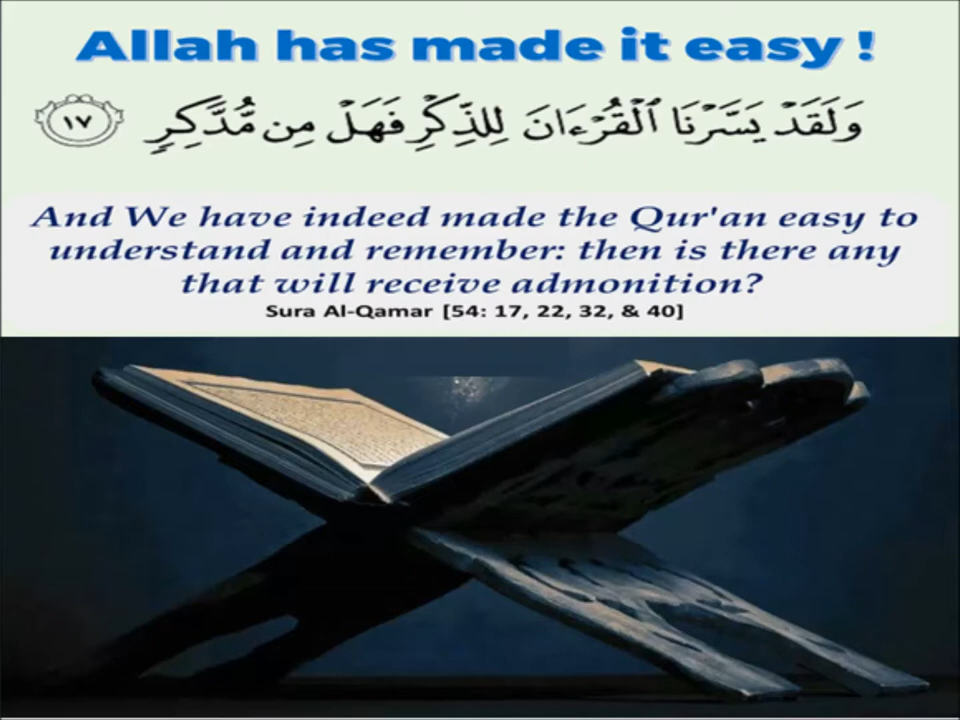 Allah has made it easy !
وَلَقَدْ يَسَّرْنَا ٱلْقُرْءَانَ لِلذِّكْرِ فَهَلْ مِن مُّدَّكِرٍ ١٧
And We have indeed made the Qur'an easy to
understand and remember: then is there any
that will receive admonition?
Sura Al-Qamar [54: 17, 22, 32, & 40]